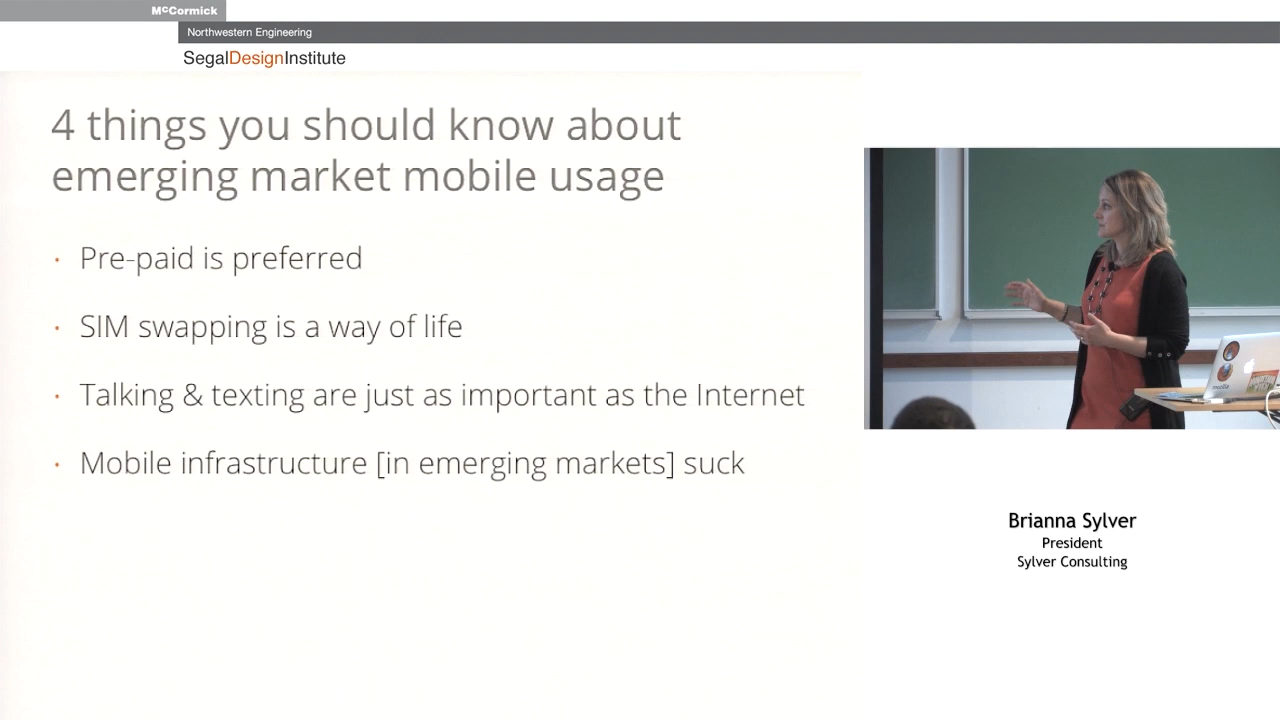 McCormick
Northwestern Engineering
SegalDesignInstitute
4 things you should know about
emerging market mobile usage
· Pre-paid is preferred
· SIM swapping is a way of life
· Talking & texting are just as important as the Internet
· Mobile infrastructure [in emerging markets] suck
mozilla
Brianna Sylver
President
Sylver Consulting